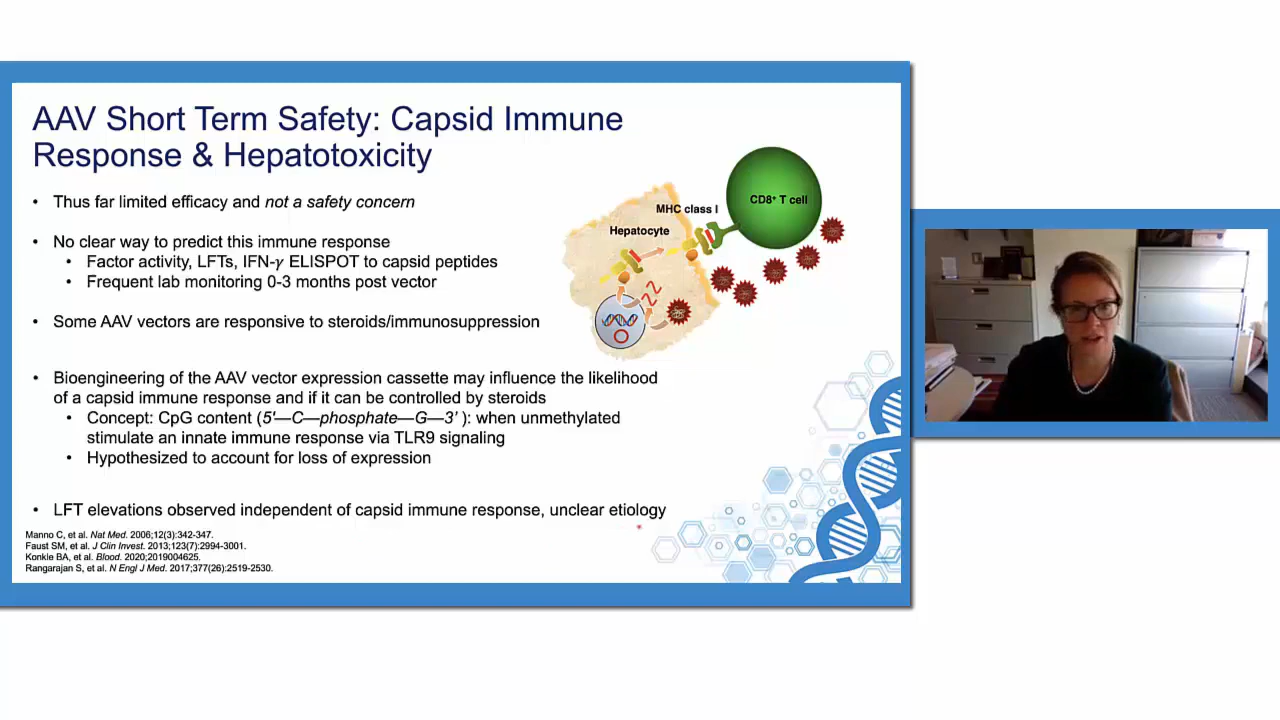 AAV Short Term Safety: Capsid Immune
Response & Hepatotoxicity
• Thus far limited efficacy and not a safety concern
• No clear way to predict this immune response
• Factor activity, LFTs, IFN-γ ELISPOT to capsid peptides
• Frequent lab monitoring 0-3 months post vector
• Some AAV vectors are responsive to steroids/immunosuppression
• Bioengineering of the AAV vector expression cassette may influence the likelihood
of a capsid immune response and if it can be controlled by steroids
• Concept: CpG content (5'—C—phosphate—G—3' ): when unmethylated
stimulate an innate immune response via TLR9 signaling
• Hypothesized to account for loss of expression
• LFT elevations observed independent of capsid immune response, unclear etiology
Manno C, et al. Nat Med. 2006;12(3):342-347.
Faust SM, et al. J Clin Invest. 2013;123(7):2994-3001.
Konkle BA, et al. Blood. 2020;2019004625.
Rangarajan S, et al. N Engl J Med. 2017;377(26):2519-2530.
CD8+ T cell
MHC class I
Hepatocyte